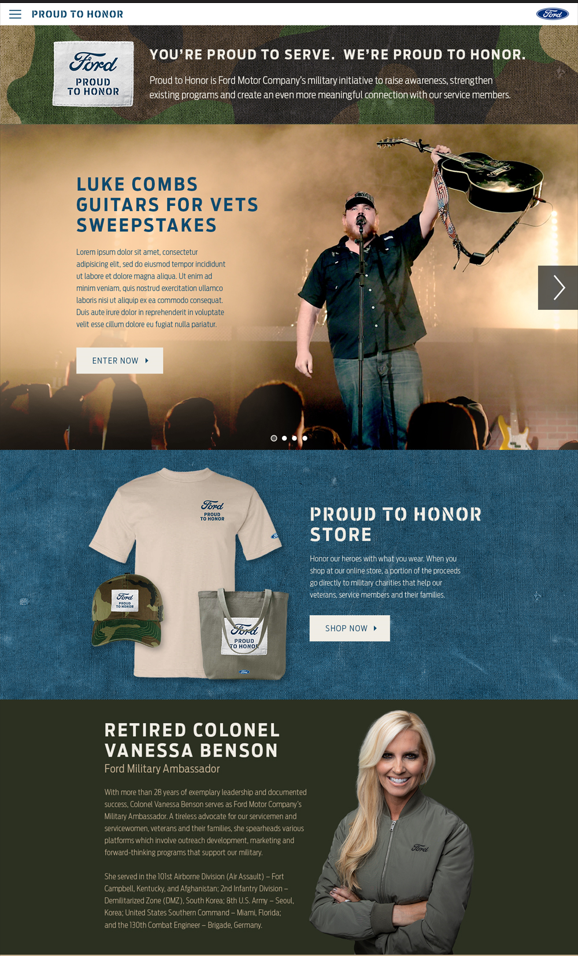 PROUD TO HONOR
Ford
Ford
PROUD
TO HONOR
YOU'RE PROUD TO SERVE. WE'RE PROUD TO HONOR.
Proud to Honor is Ford Motor Company's military initiative to raise awareness, strengthen
existing programs and create an even more meaningful connection with our service members.
LUKE COMBS
GUITARS FOR VETS
SWEEPSTAKES
Lorem ipsum dolor sit amet, consectetur
adipisicing elit, sed do eiusmod tempor incididunt
ut labore et dolore magna aliqua. Ut enim ad
minim veniam, quis nostrud exercitation ullamco
laboris nisi ut aliquip ex ea commodo consequat.
Duis aute irure dolor in reprehenderit in voluptate
velit esse cillum dolore eu fugiat nulla pariatur.
ENTER NOW
Ford
PROUD
TO HONOR
Ford
PROUD
TO HONOR
Ford
PROUD
TO HONOR
Ford
PROUD TO HONOR
STORE
Honor our heroes with what you wear. When you
shop at our online store, a portion of the proceeds
go directly to military charities that help our
veterans, service members and their families.
SHOP NOW
RETIRED COLONEL
VANESSA BENSON
Ford Military Ambassador
With more than 28 years of exemplary leadership and documented
success, Colonel Vanessa Benson serves as Ford Motor Company's
Military Ambassador. A tireless advocate for our servicemen and
servicewomen, veterans and their families, she spearheads various
platforms which involve outreach development, marketing and
forward-thinking programs that support our military.
She served in the 101st Airborne Division (Air Assault) – Fort
Campbell, Kentucky, and Afghanistan; 2nd Infantry Division –
Demilitarized Zone (DMZ), South Korea; 8th U.S. Army – Seoul,
Korea; United States Southern Command – Miami, Florida;
and the 130th Combat Engineer – Brigade, Germany.
Ford